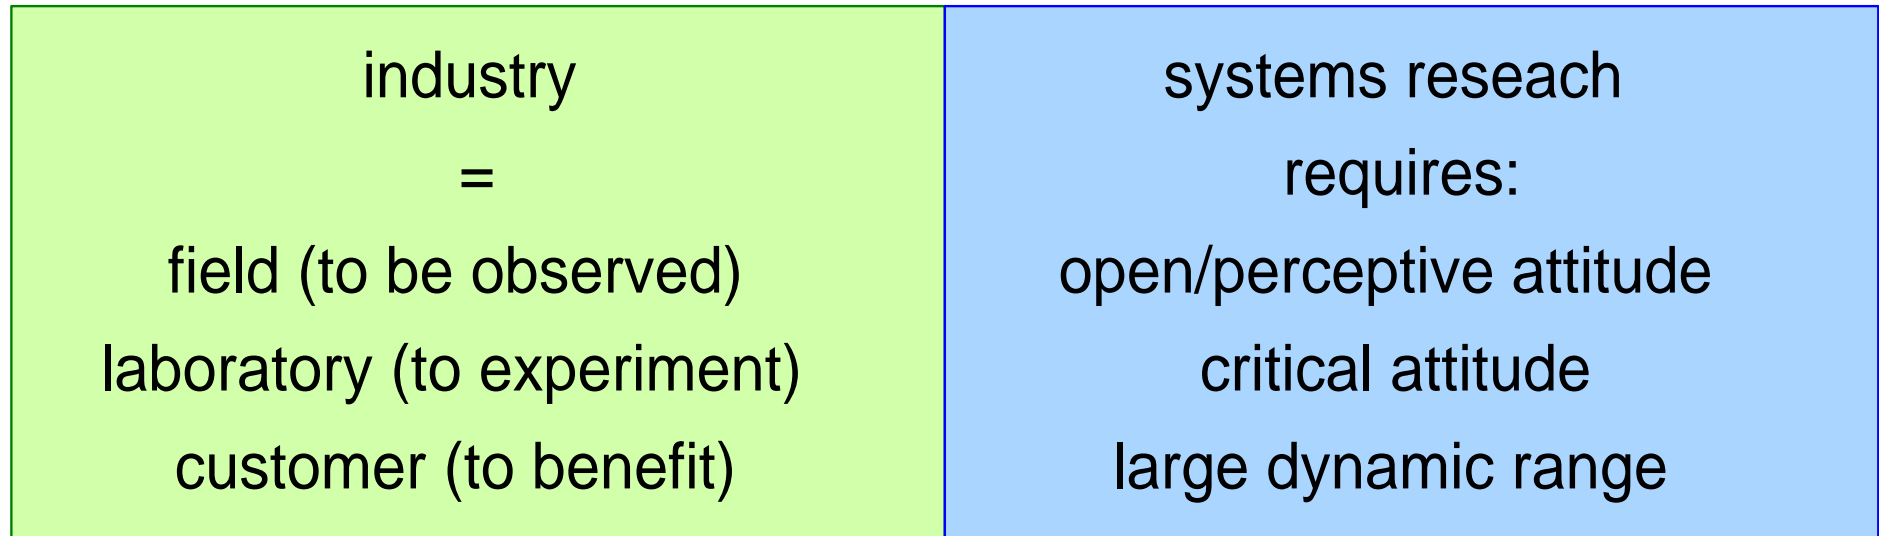 industry
=
field (to be observed)
laboratory (to experiment)
customer (to benefit)
systems reseach
requires:
open/perceptive attitude
critical attitude
large dynamic range